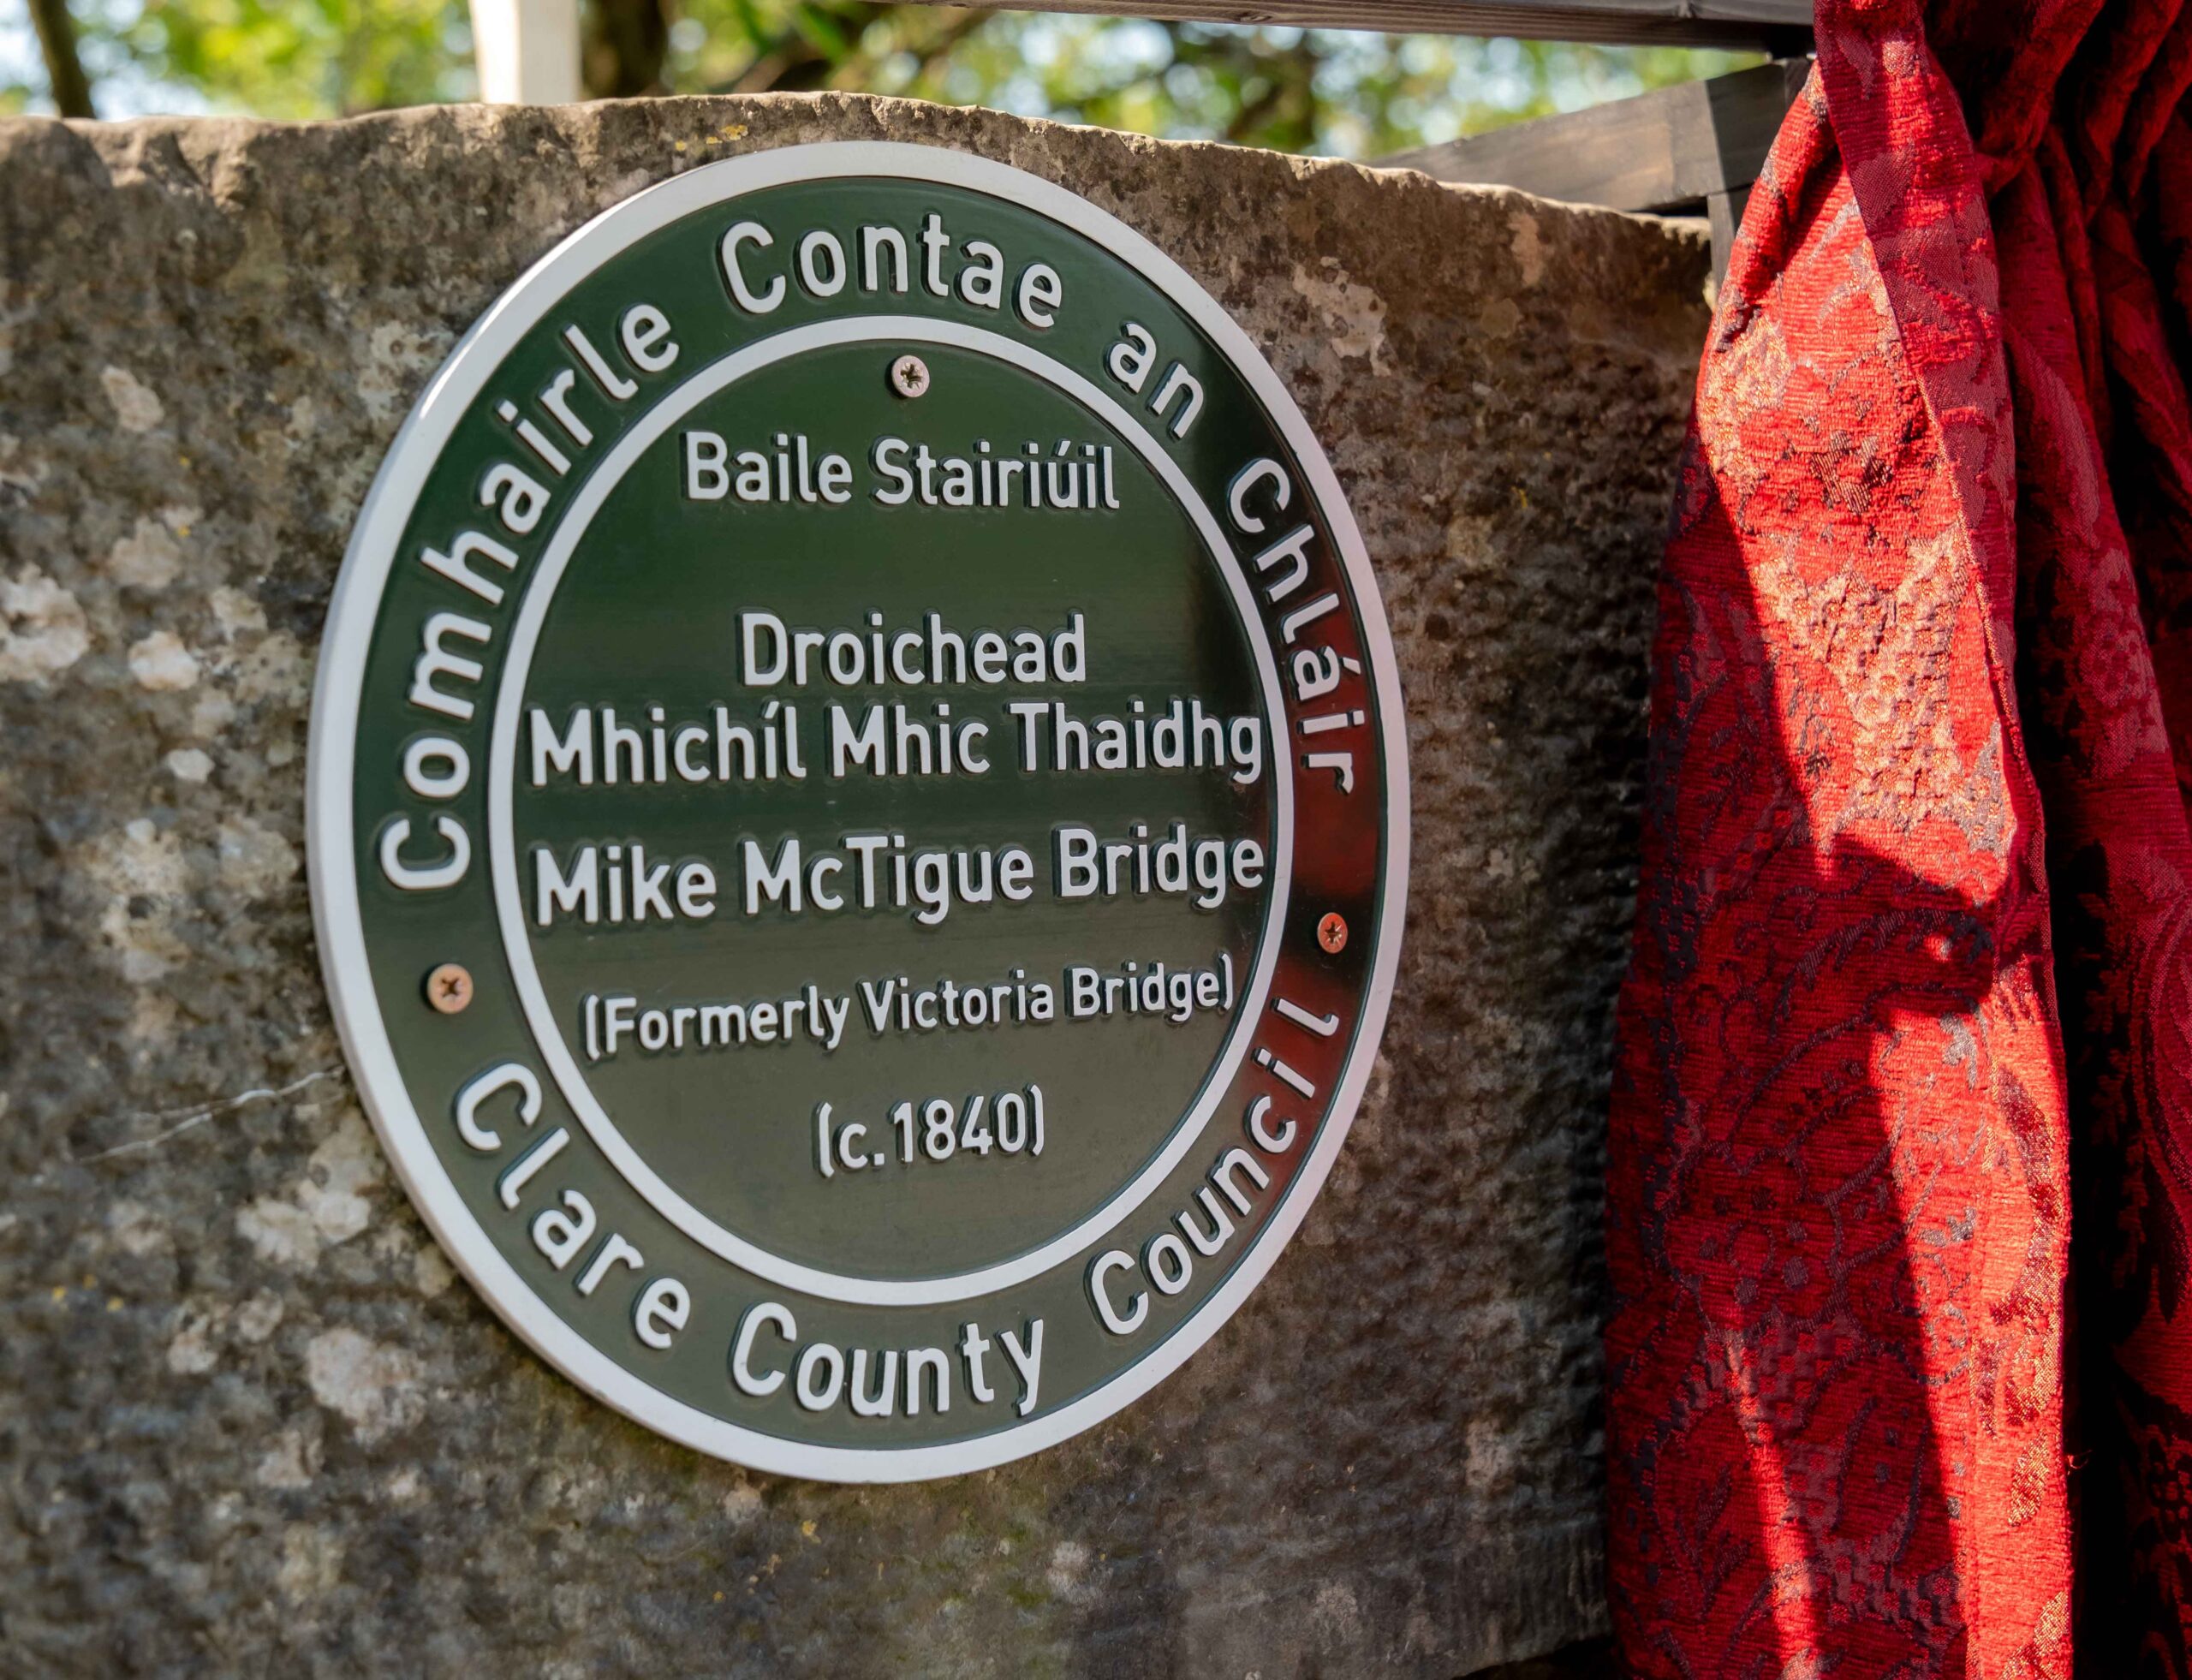 Comhairle Contae an Chláir
Baile Stairiúil
Droichead
Mhichíl Mhic Thaidhg
Mike McTigue Bridge
(Formerly Victoria Bridge)
(c.1840)
Clare County Council